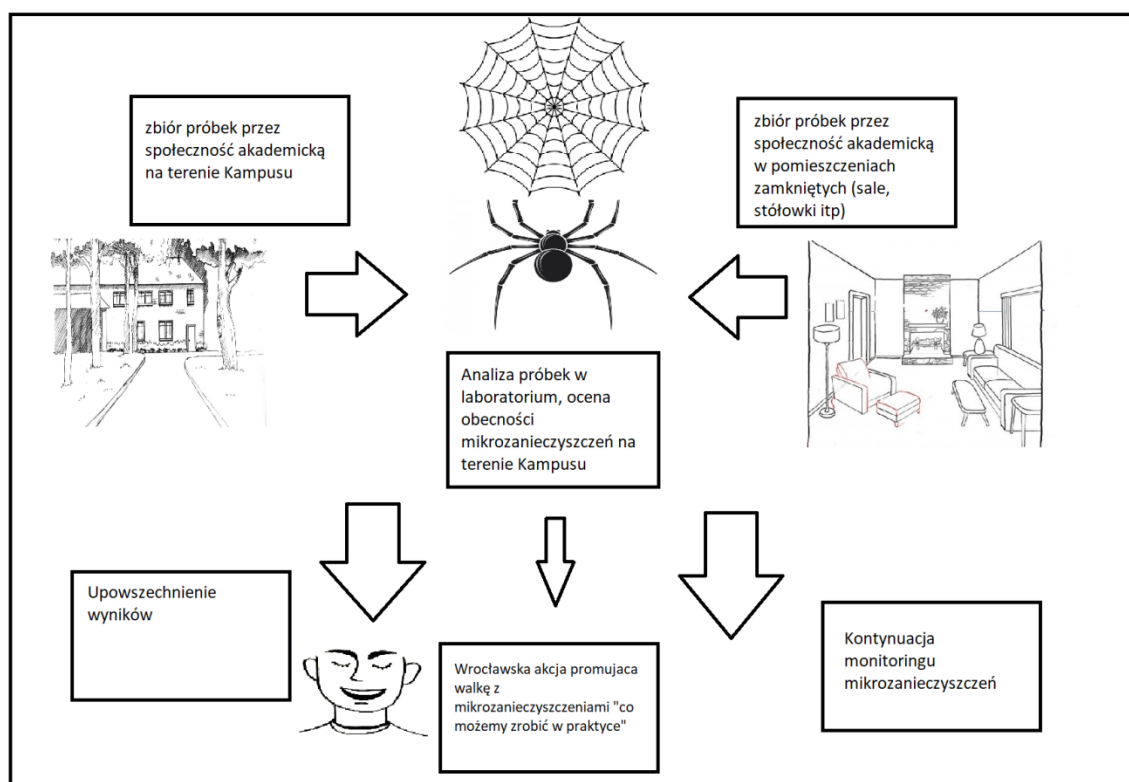 zbiór próbek przez
społeczność akademicką
na terenie Kampusu
zbiór próbek przez
społeczność akademicką
w pomieszczeniach
zamkniętych (sale,
stółowki itp)
Analiza próbek w
laboratorium, ocena
obecności
mikrozanieczyszczeń na
terenie Kampusu
Upowszechnienie
wyników
Wrocławska akcja promujaca
walkę z
mikrozanieczyszczeniami "co
możemy zrobić w praktyce"
Kontynuacja
monitoringu
mikrozanieczyszczeń